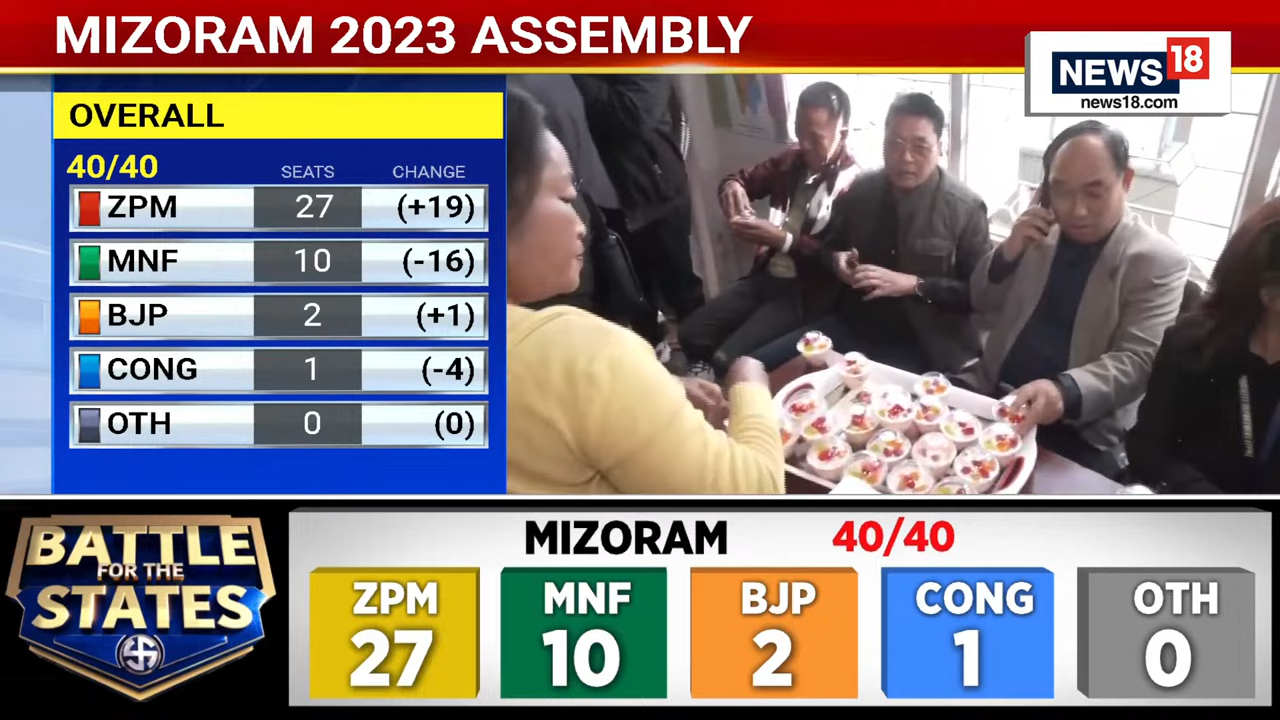 MIZORAM 2023 ASSEMBLY
NEWS 18
news18.com
OVERALL
40/40 SEATS CHANGE
ZPM 27 (+19)
MNF 10 (-16)
BJP 2 (+1)
CONG 1 (-4)
OTH 0 (0)
BATTLE
FOR THE
STATES
MIZORAM 40/40
ZPM MNF BJP CONG OTH
27 10 2 1 0